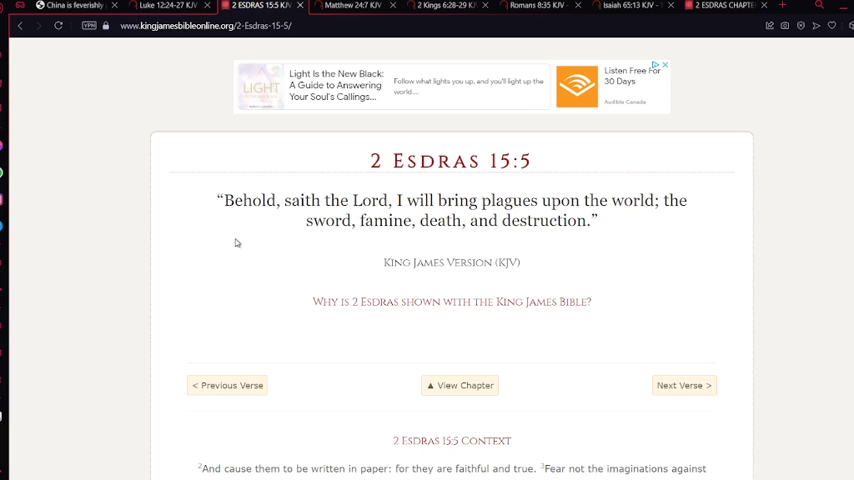 China is feverishly
Luke 12:24-27 KJV
2 ESDRAS 15:5 KJV
Matthew 24:7 KJV
2 Kings 6:28-29 KJV
Romans 8:35 KJV -
Isaiah 65:13 KJV -
2 ESDRAS CHAPTER
VPN
www.kingjamesbibleonline.org/2-Esdras-15-5/
LIGHT
Light Is the New Black:
A Guide to Answering
Your Soul's Callings...
Follow what lights you up, and you'll light up the
world....
Listen Free For
30 Days
Audible Canada
2 Esdras 15:5
“Behold, saith the Lord, I will bring plagues upon the world; the
sword, famine, death, and destruction.”
King James Version (KJV)
Why is 2 Esdras shown with the King James Bible?
< Previous Verse
▲ View Chapter
Next Verse >
2 Esdras 15:5 Context
2And cause them to be written in paper: for they are faithful and true. 3Fear not the imaginations against